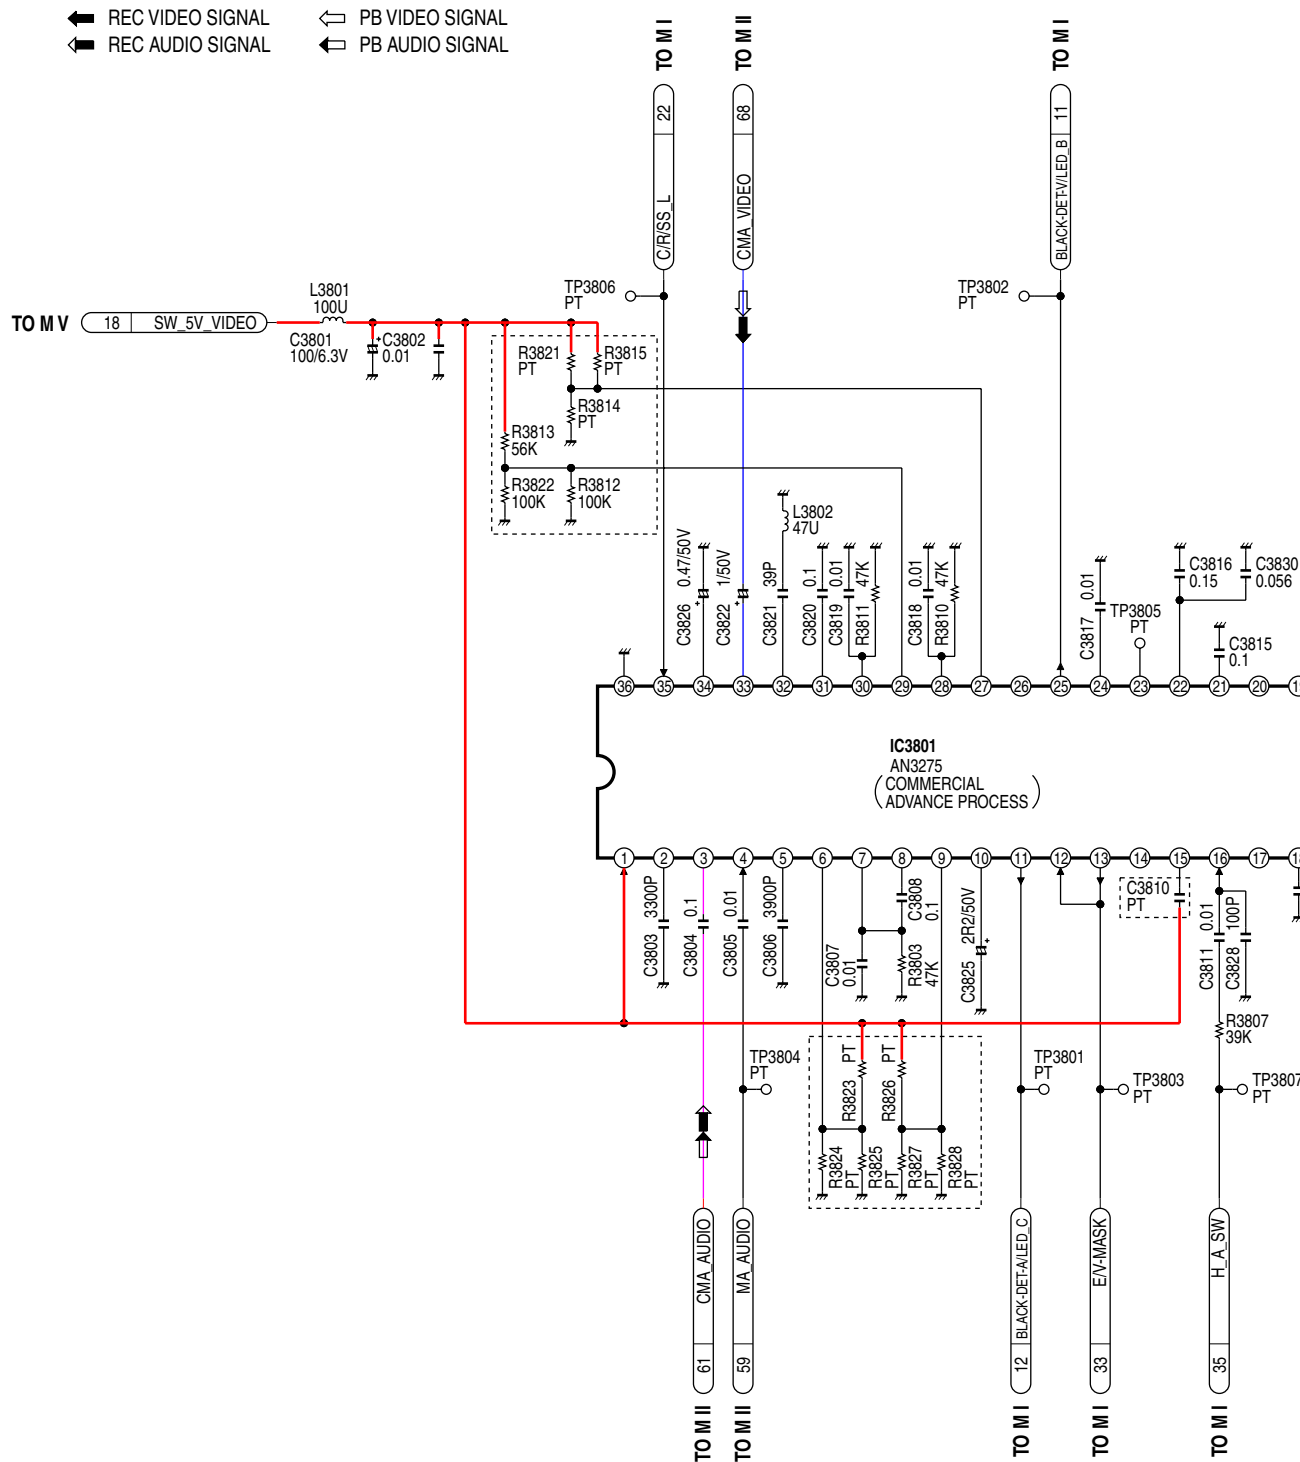 REC VIDEO SIGNAL
PB VIDEO SIGNAL
REC AUDIO SIGNAL
PB AUDIO SIGNAL
TO M I
TO M II
TO M I
22
68
11
C/R/SS_L
CMA_VIDEO
BLACK-DET-V/LED_B
TP3806
PT
TP3802
PT
L3801
100U
TO M V
18
SW_5V_VIDEO
C3801
100/6.3V
C3802
0.01
R3821
PT
R3815
PT
R3814
PT
R3813
56K
R3822
100K
R3812
100K
L3802
47U
C3826 0.47/50V
C3822 1/50V
C3821 39P
C3820 0.1
C3819 0.01
R3811 47K
C3818 0.01
R3810 47K
C3817 0.01
TP3805
PT
C3816
0.15
C3830
0.056
C3815
0.1
36 35 34 33 32 31 30 29 28 27 26 25 24 23 22 21 20
IC3801
AN3275
(COMMERCIAL
ADVANCE PROCESS)
1 2 3 4 5 6 7 8 9 10 11 12 13 14 15 16 17 18
C3803 3300P
C3804 0.1
C3805 0.01
C3806 3900P
C3807
0.01
C3808
0.1
R3803
47K
C3825 2R2/50V
C3810
PT
C3811 0.01
C3828 100P
R3807
39K
TP3804
PT
R3823 PT
R3826 PT
TP3801
PT
TP3803
PT
TP3807
PT
R3824
PT
R3825
PT
R3827
PT
R3828
PT
CMA_AUDIO
MA_AUDIO
BLACK-DET-A/LED_C
E/V-MASK
H_A_SW
61
59
12
33
35
TO M II
TO M II
TO M I
TO M I
TO M I